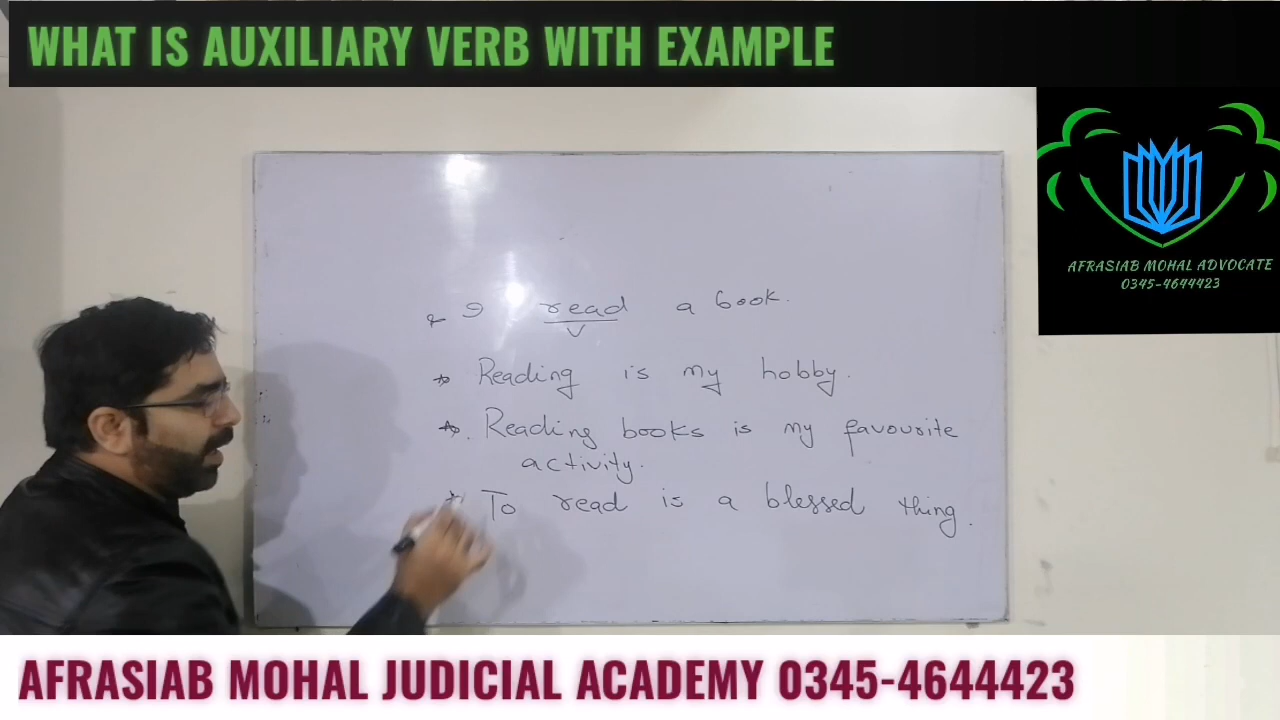 WHAT IS AUXILIARY VERB WITH EXAMPLE
AFRASIAB MOHAL ADVOCATE
0345-4644423
I read a book.
V
Reading is my hobby.
Reading books is my favourite
activity.
To read is a blessed thing.
AFRASIAB MOHAL JUDICIAL ACADEMY 0345-4644423